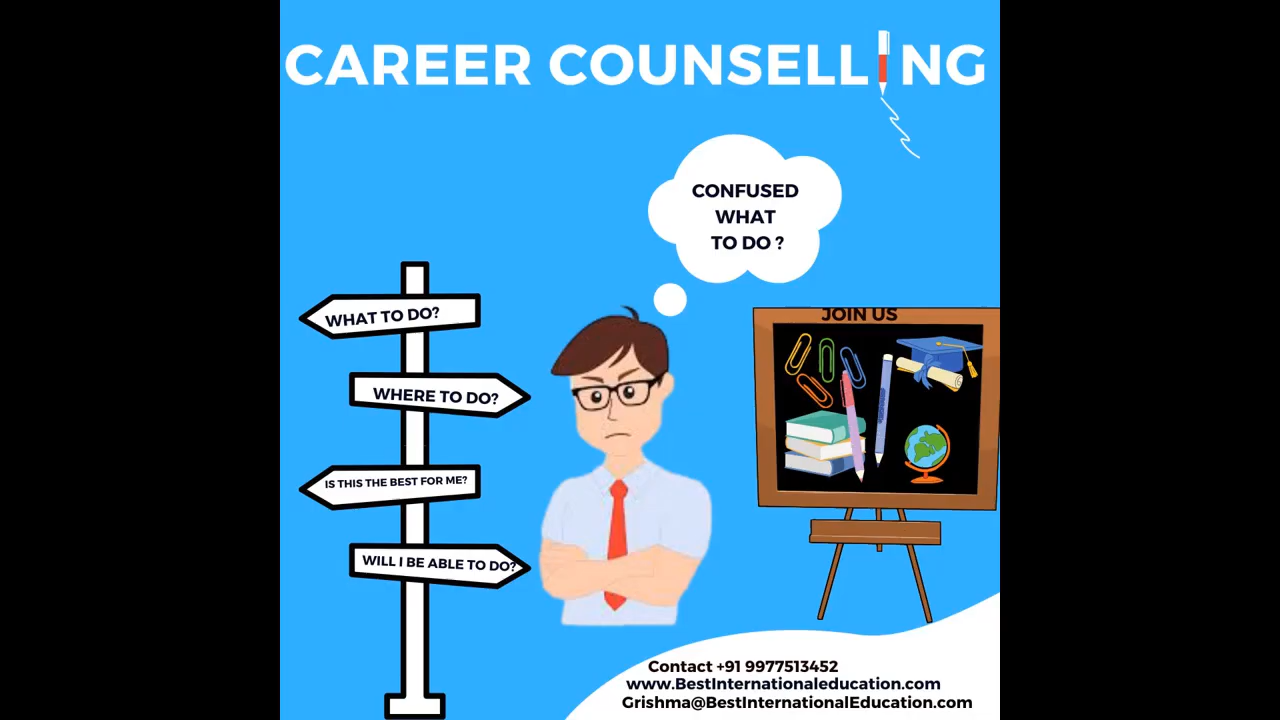 CAREER COUNSELLING
CONFUSED
WHAT
TO DO ?
WHAT TO DO?
WHERE TO DO?
IS THIS THE BEST FOR ME?
WILL I BE ABLE TO DO?
JOIN US
Contact +91 9977513452
www.BestInternationaleducation.com
Grishma@BestInternationalEducation.com